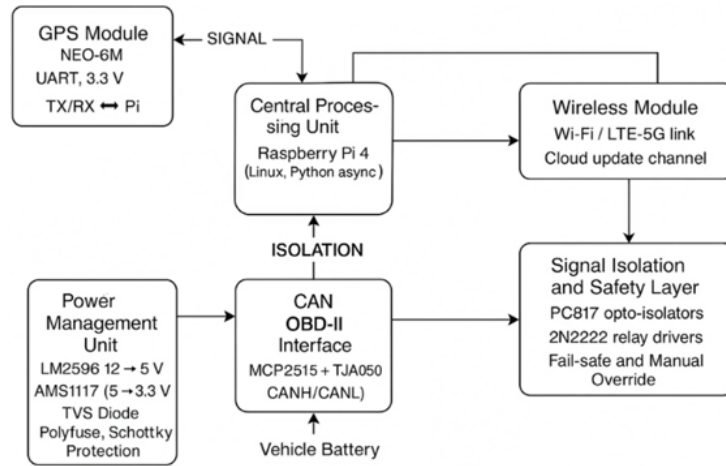 GPS Module
NEO-6M
UART, 3.3 V
TX/RX ↔ Pi
SIGNAL
Central Proces-
sing Unit
Raspberry Pi 4
(Linux, Python async)
Wireless Module
Wi-Fi / LTE-5G link
Cloud update channel
ISOLATION
Power
Management
Unit
LM2596 12 → 5 V
AMS1117 (5 → 3.3 V
TVS Diode
Polyfuse, Schottky
Protection
CAN
OBD-II
Interface
MCP2515 + TJA050
CANH/CANL)
Signal Isolation
and Safety Layer
PC817 opto-isolators
2N2222 relay drivers
Fail-safe and Manual
Override
Vehicle Battery